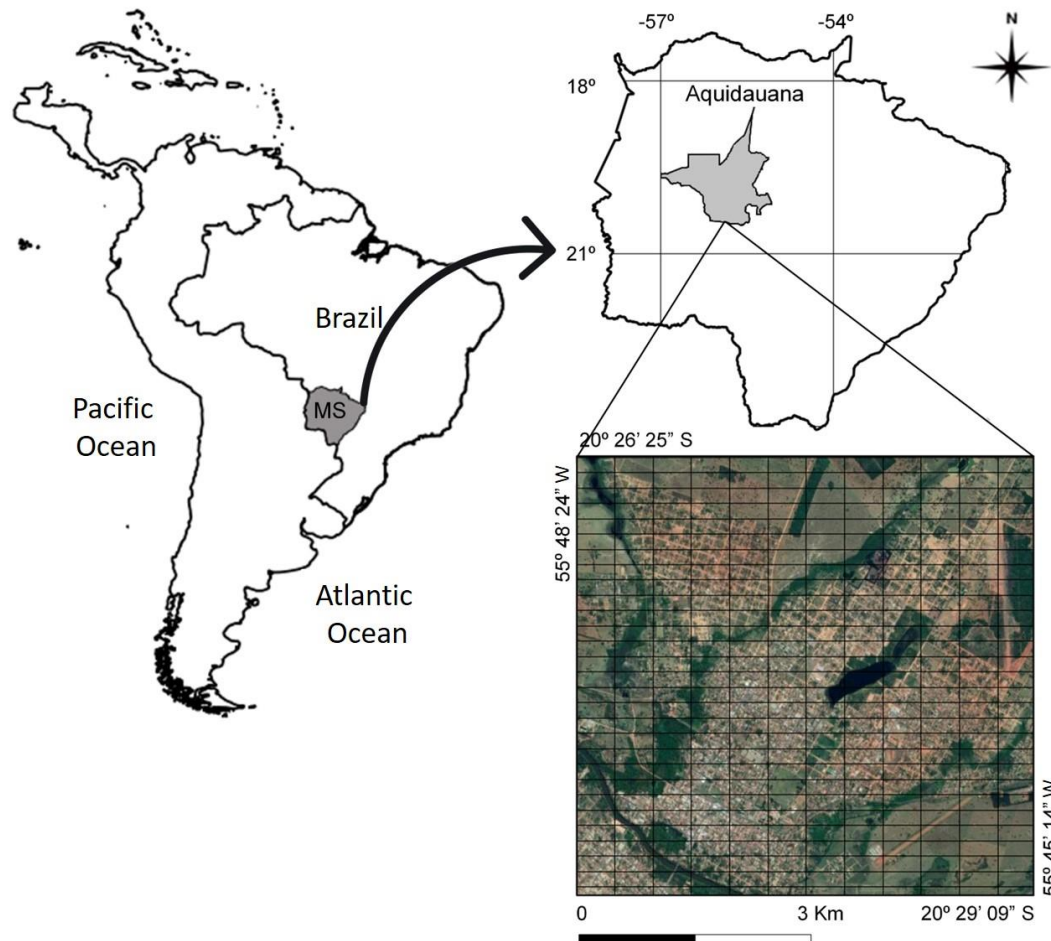 -57º
-54º
N
18º
Aquidauana
21º
Brazil
MS
Pacific
Ocean
Atlantic
Ocean
20º 26’ 25” S
55º 48’ 24” W
55º 45’ 14” W
0
3 Km
20º 29’ 09” S